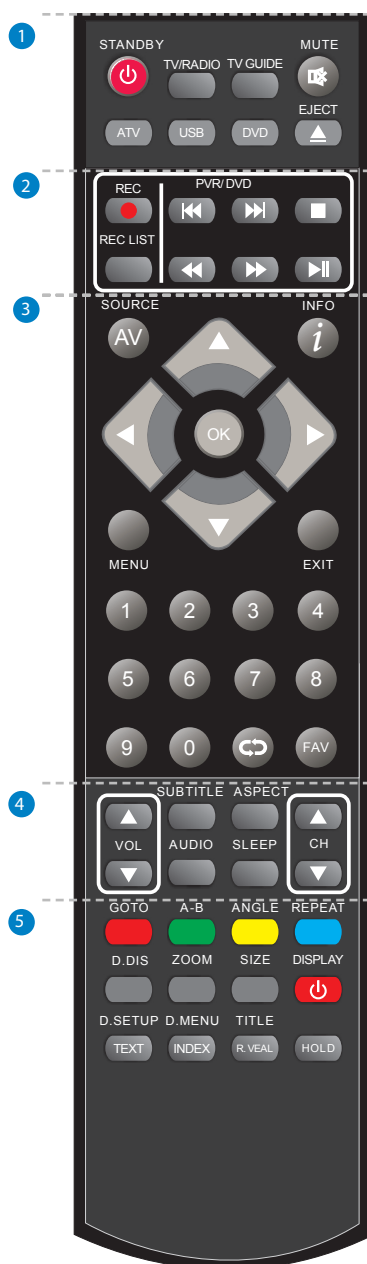 1
STANDBY MUTE
TV/RADIO TV GUIDE
EJECT
ATV USB DVD
2
REC PVR/DVD
REC LIST
3
SOURCE INFO
AV i
OK
MENU EXIT
1 2 3 4
5 6 7 8
9 0 FAV
4
SUBTITLE ASPECT
VOL AUDIO SLEEP CH
5
GOTO A-B ANGLE REPEAT
D.DIS ZOOM SIZE DISPLAY
D.SETUP D.MENU TITLE
TEXT INDEX R.VEAL HOLD